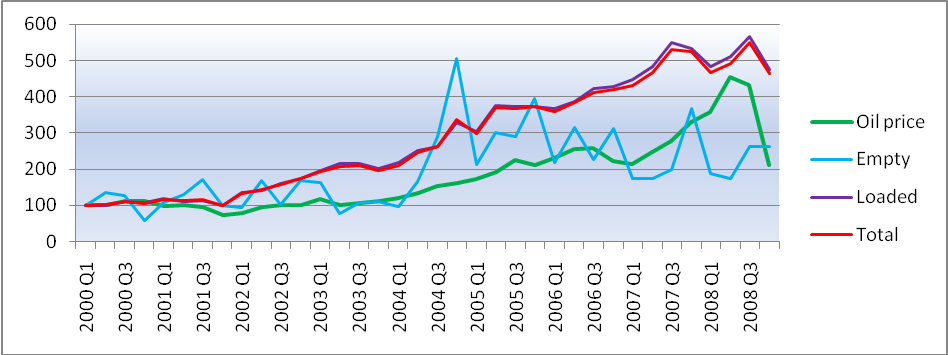 600
500
400
300
200
100
0
2000 Q1
2000 Q3
2001 Q1
2001 Q3
2002 Q1
2002 Q3
2003 Q1
2003 Q3
2004 Q1
2004 Q3
2005 Q1
2005 Q3
2006 Q1
2006 Q3
2007 Q1
2007 Q3
2008 Q1
2008 Q3
Oil price
Empty
Loaded
Total